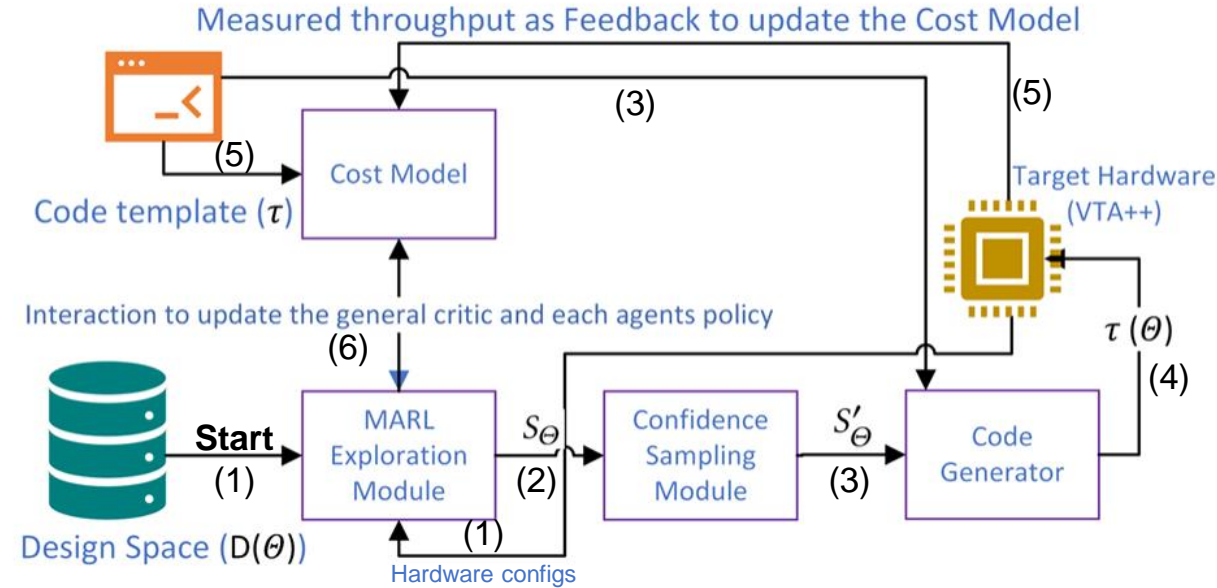 Measured throughput as Feedback to update the Cost Model
(3)
(5)
(5)
Cost Model
Code template (τ)
Target Hardware
(VTA++)
Interaction to update the general critic and each agents policy
(6)
τ (Θ)
(4)
Start
(1)
MARL
Exploration
Module
S_Θ
(2)
Confidence
Sampling
Module
S′_Θ
(3)
Code
Generator
(1)
Design Space (D(Θ))
Hardware configs